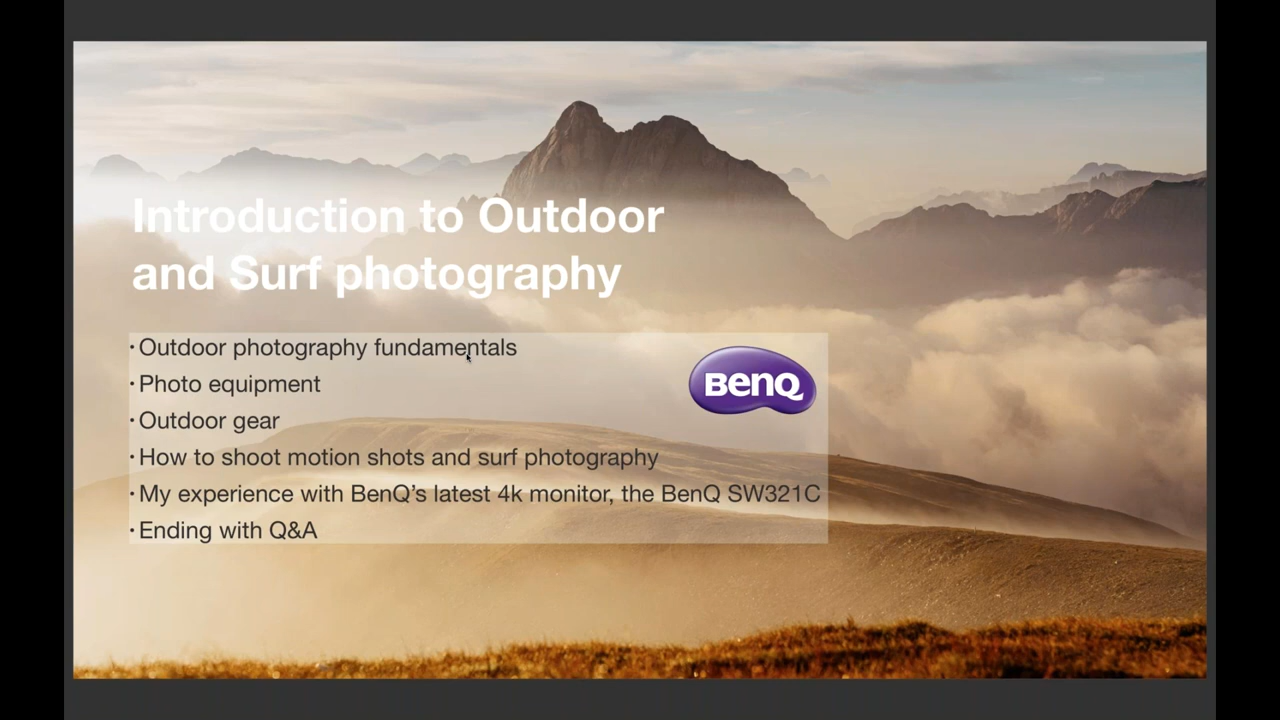 Introduction to Outdoor
and Surf photography
· Outdoor photography fundamentals
· Photo equipment
· Outdoor gear
· How to shoot motion shots and surf photography
· My experience with BenQ’s latest 4k monitor, the BenQ SW321C
· Ending with Q&A
BenQ